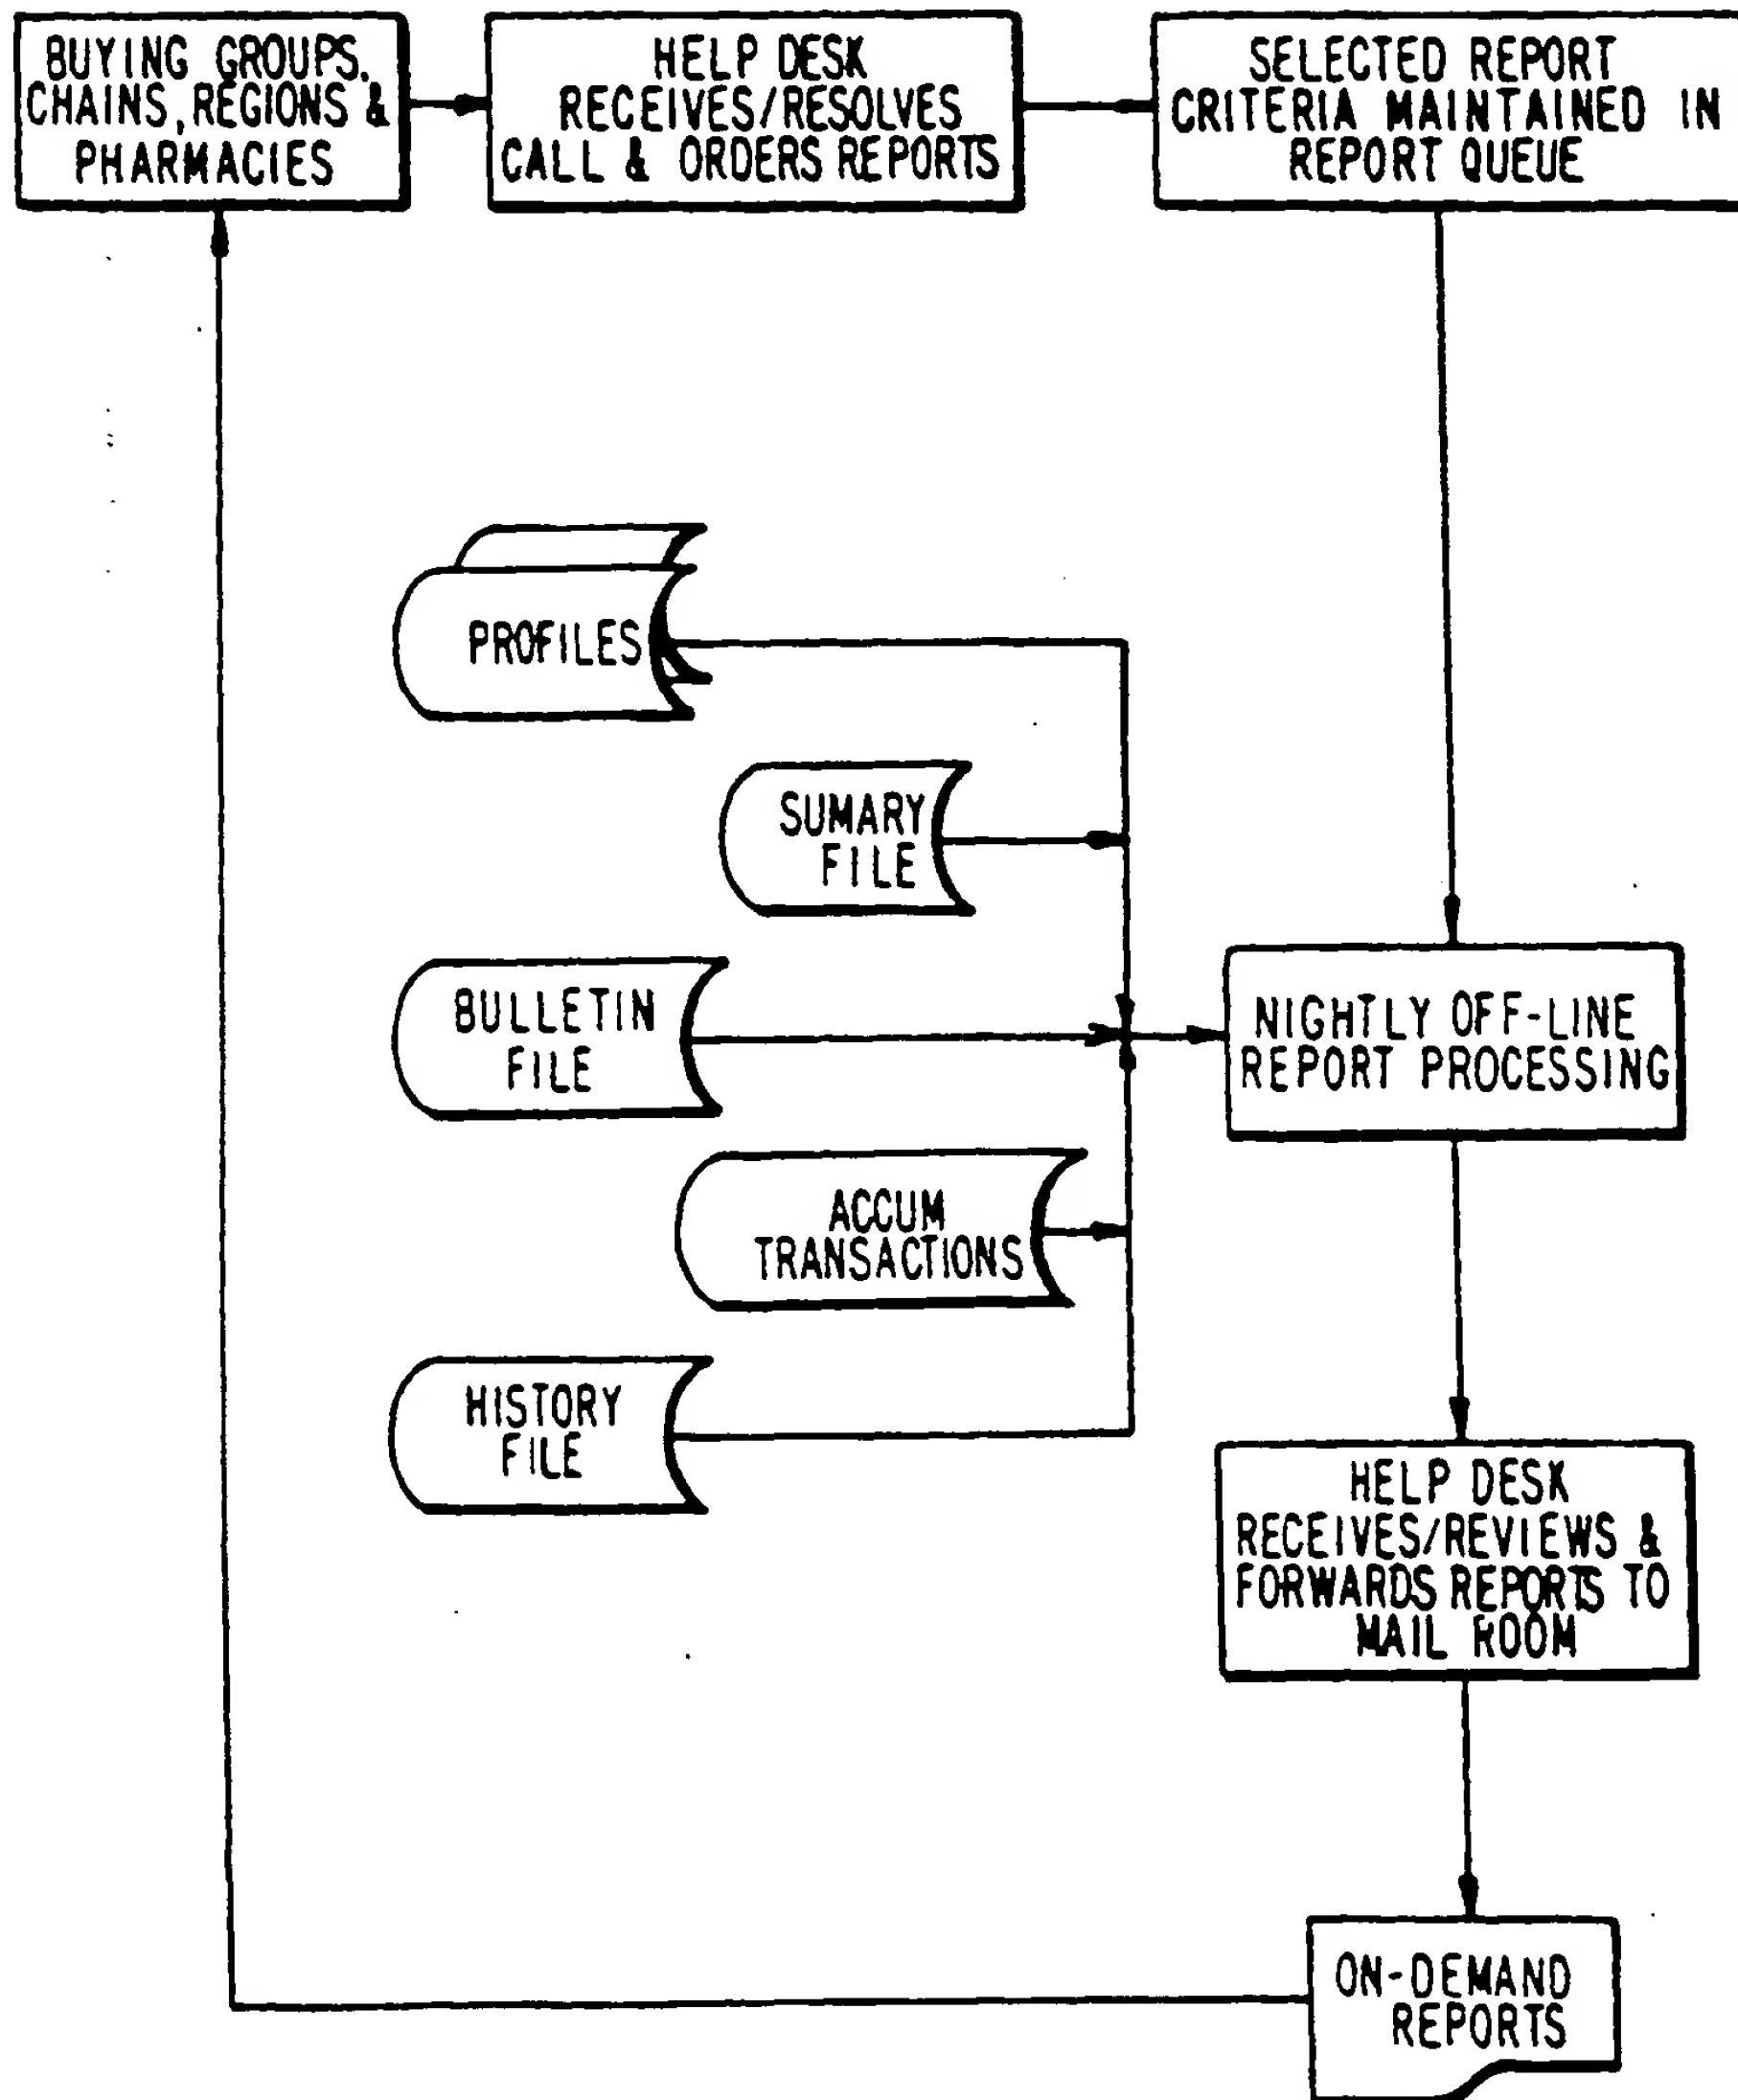 BUYING GROUPS,
CHAINS, REGIONS &
PHARMACIES
HELP DESK
RECEIVES/RESOLVES
CALL & ORDERS REPORTS
SELECTED REPORT
CRITERIA MAINTAINED IN
REPORT QUEUE
PROFILES
SUMARY
FILE
BULLETIN
FILE
NIGHTLY OFF-LINE
REPORT PROCESSING
ACCUM
TRANSACTIONS
HISTORY
FILE
HELP DESK
RECEIVES/REVIEWS &
FORWARDS REPORTS TO
MAIL ROOM
ON-DEMAND
REPORTS